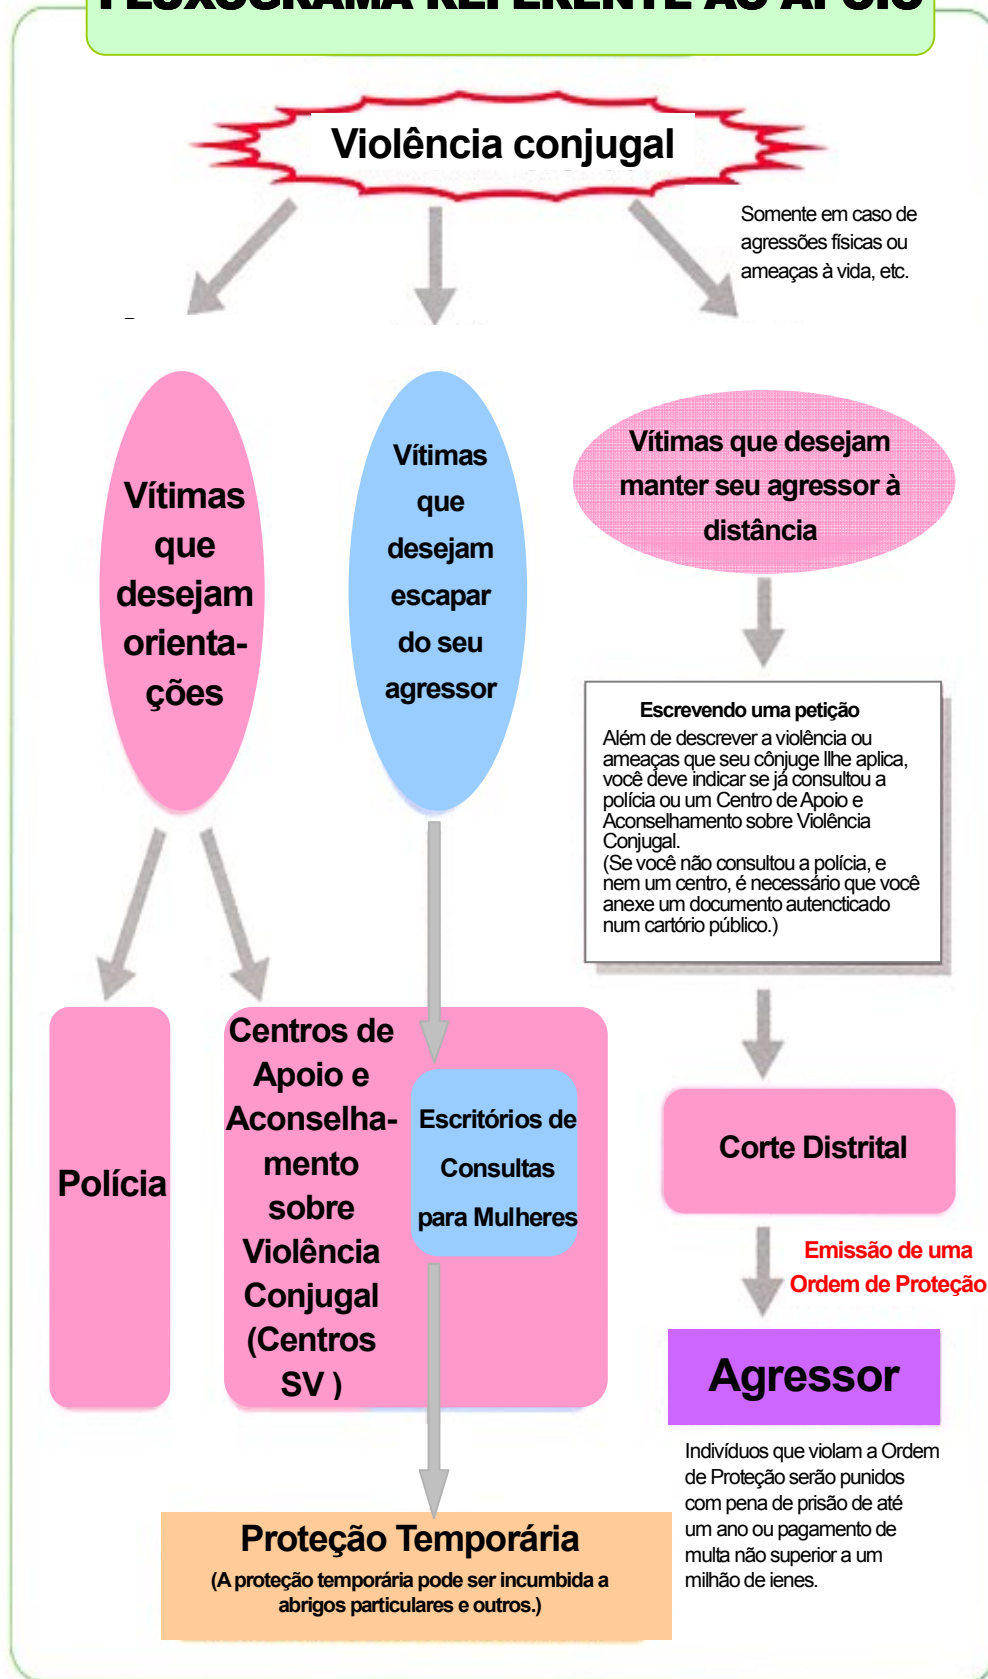 FLUXOGRAMA REFERENTE AO APOIO
Violência conjugal
Somente em caso de
agressões físicas ou
ameaças à vida, etc.
Vítimas
que
desejam
orienta-
ções
Vítimas
que
desejam
escapar
do seu
agressor
Vítimas que desejam
manter seu agressor à
distância
Escrevendo uma petição
Além de descrever a violência ou
ameaças que seu cônjuge llhe aplica,
você deve indicar se já consultou a
polícia ou um Centro de Apoio e
Aconselhamento sobre Violência
Conjugal.
(Se você não consultou a polícia, e
nem um centro, é necessário que você
anexe um documento autencticado
num cartório público.)
Polícia
Centros de
Apoio e
Aconselha-
mento
sobre
Violência
Conjugal
(Centros
SV )
Escritórios de
Consultas
para Mulheres
Corte Distrital
Emissão de uma
Ordem de Proteção
Agressor
Indivíduos que violam a Ordem
de Proteção serão punidos
com pena de prisão de até
um ano ou pagamento de
multa não superior a um
milhão de ienes.
Proteção Temporária
(A proteção temporária pode ser incumbida a
abrigos particulares e outros.)